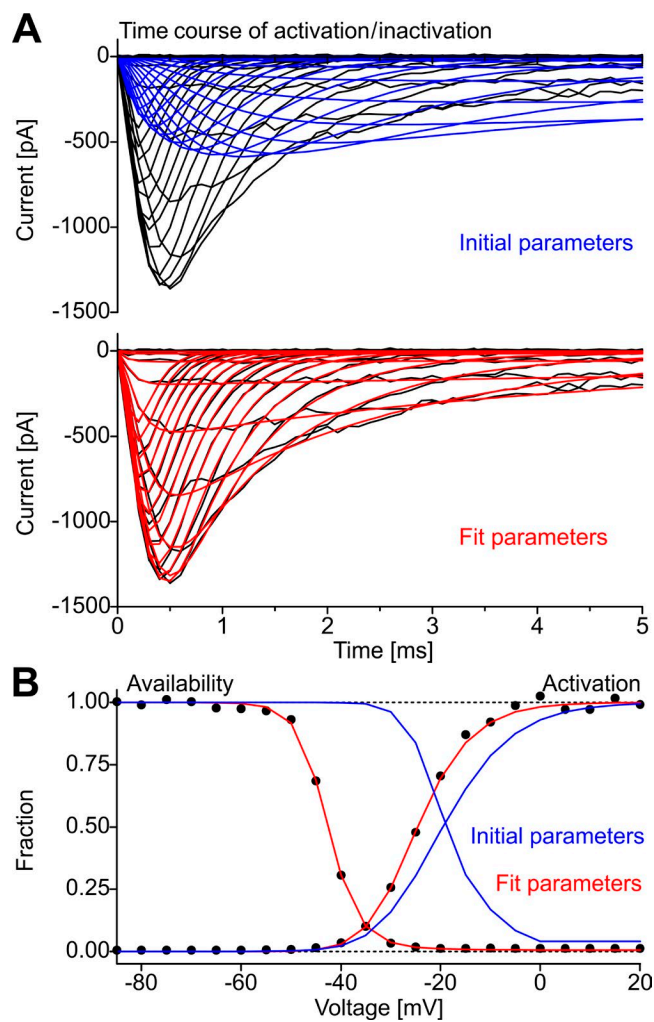 A
Time course of activation/inactivation
0
-500
-1000
-1500
Current [pA]
Initial parameters
0
-500
-1000
-1500
Current [pA]
Fit parameters
0 1 2 3 4 5
Time [ms]
B
Availability Activation
1.00
0.75
0.50
0.25
0.00
Fraction
Initial parameters
Fit parameters
-80 -60 -40 -20 0 20
Voltage [mV]